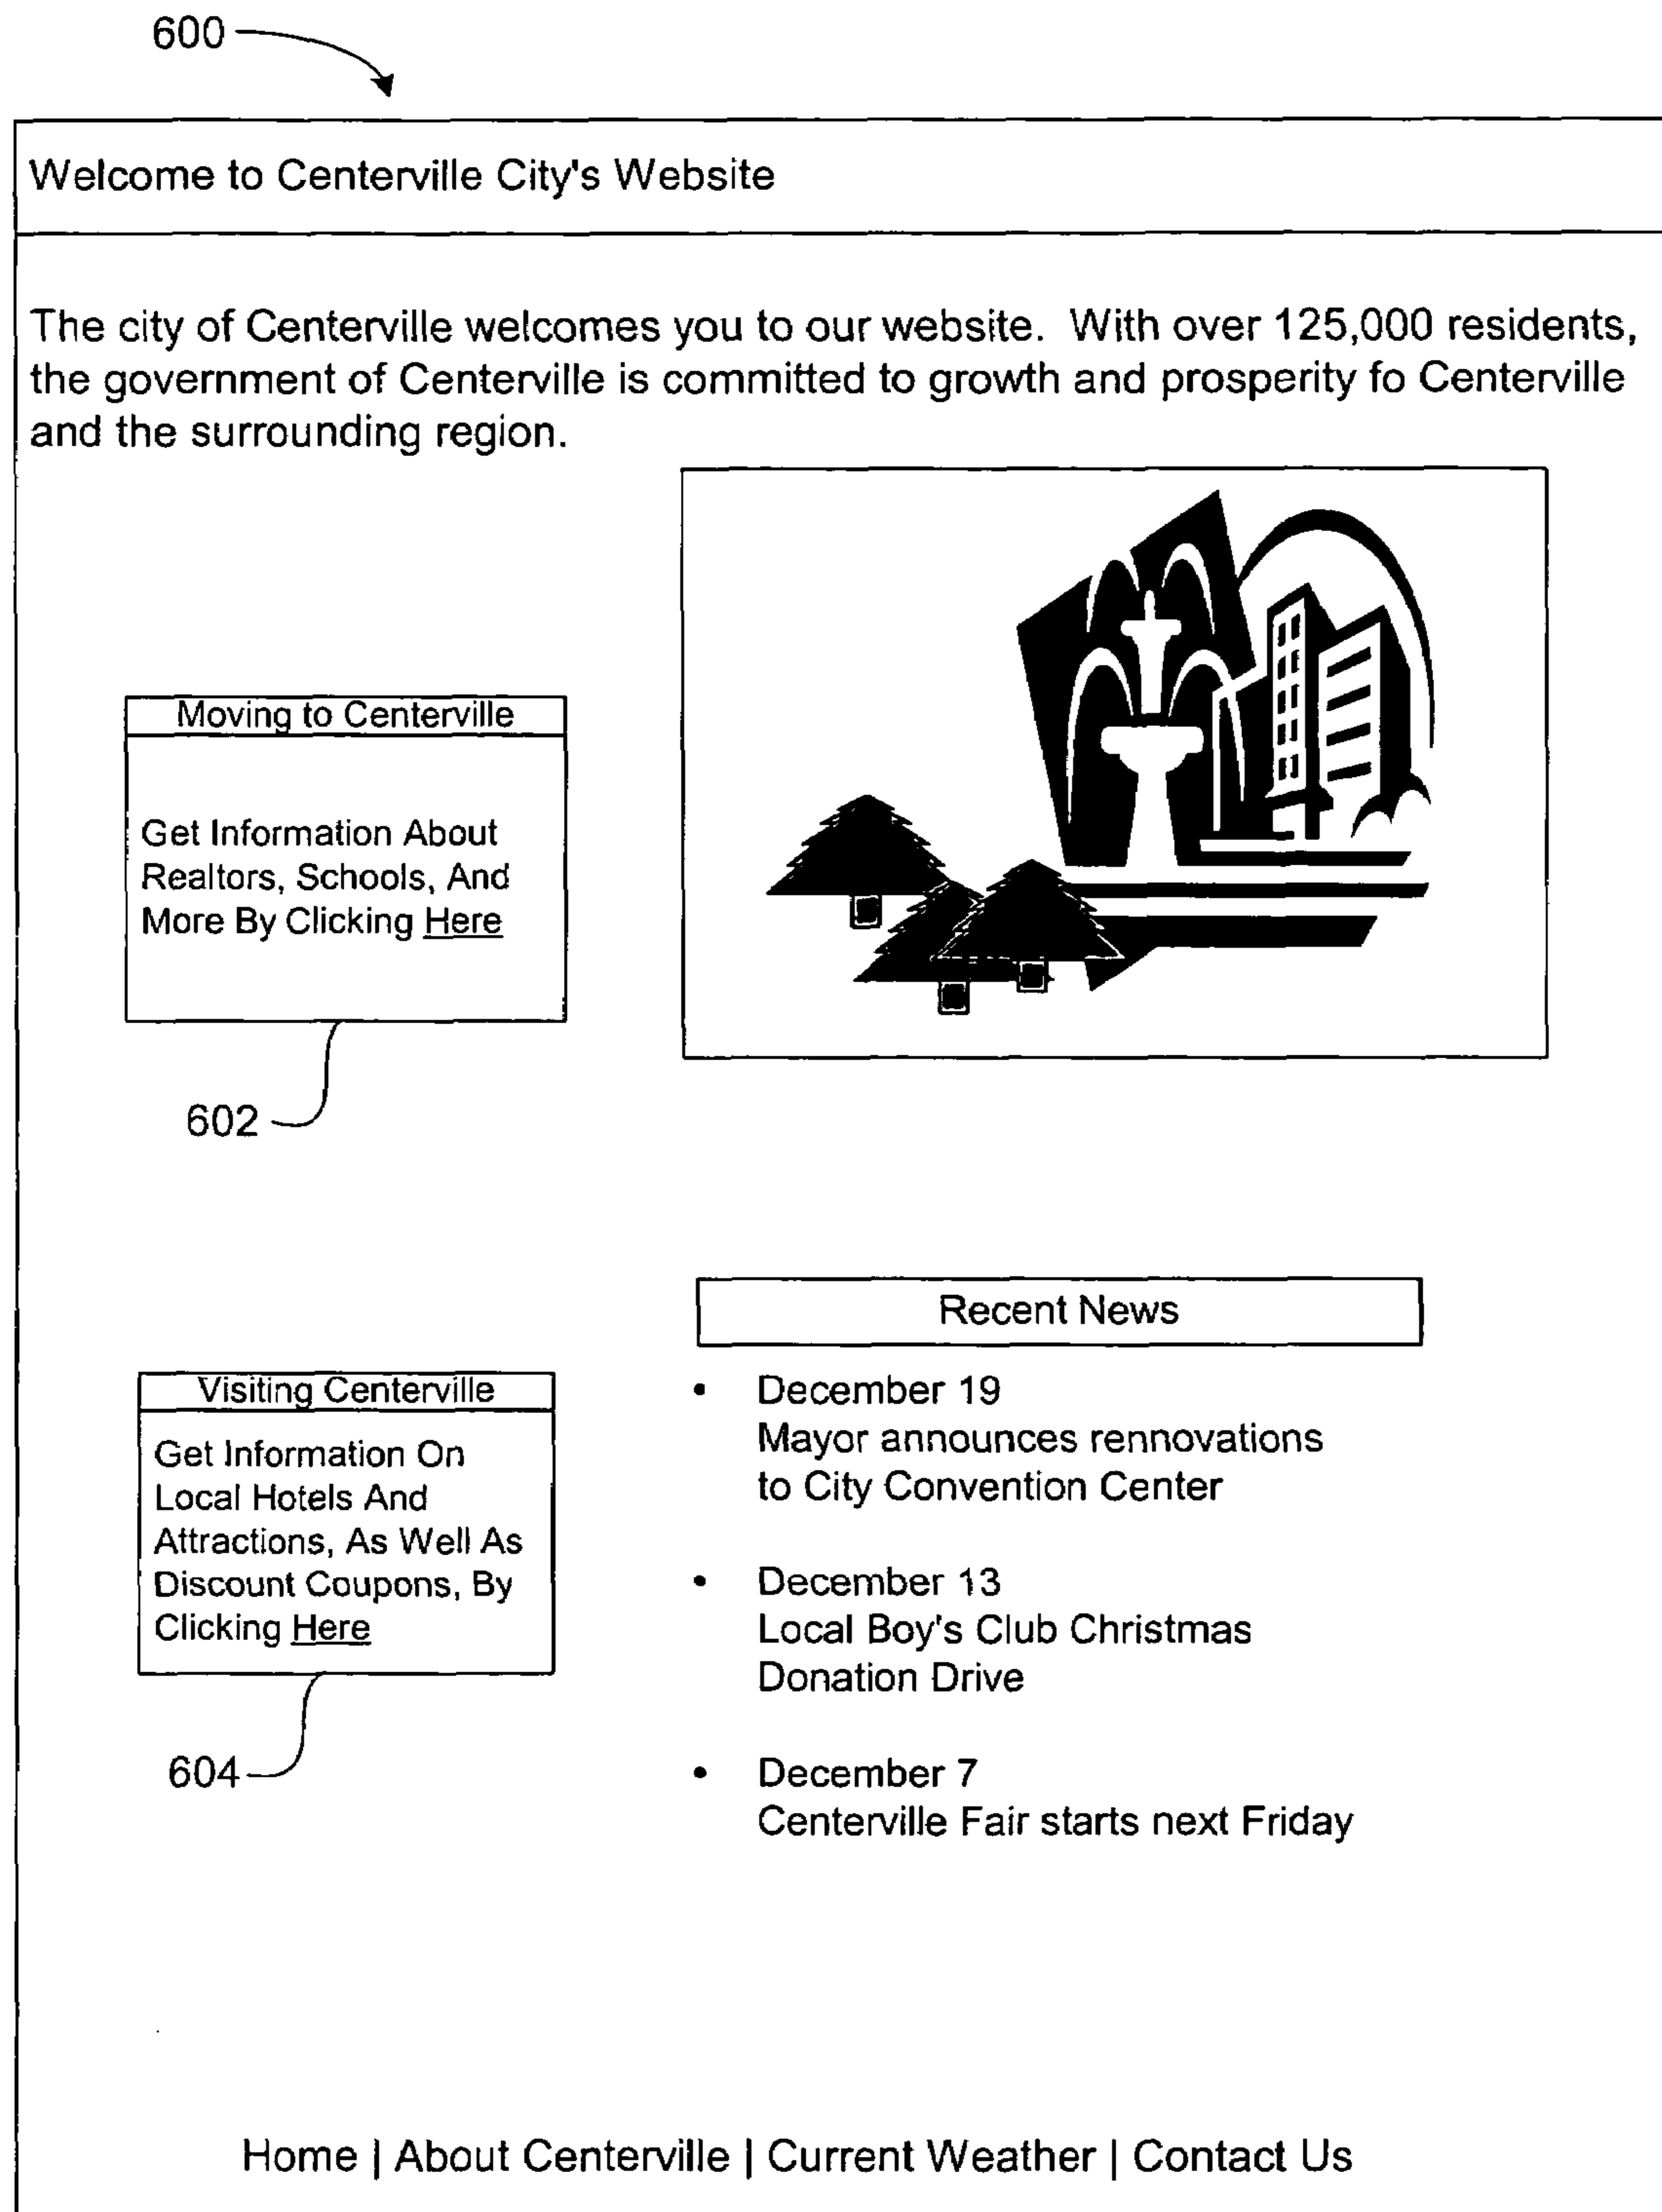 600
Welcome to Centerville City's Website
The city of Centerville welcomes you to our website.  With over 125,000 residents,
the government of Centerville is committed to growth and prosperity fo Centerville
and the surrounding region.
Moving to Centerville
Get Information About
Realtors, Schools, And
More By Clicking Here
602
Visiting Centerville
Get Information On
Local Hotels And
Attractions, As Well As
Discount Coupons, By
Clicking Here
604
Recent News
• December 19
Mayor announces rennovations
to City Convention Center
• December 13
Local Boy's Club Christmas
Donation Drive
• December 7
Centerville Fair starts next Friday
Home | About Centerville | Current Weather | Contact Us